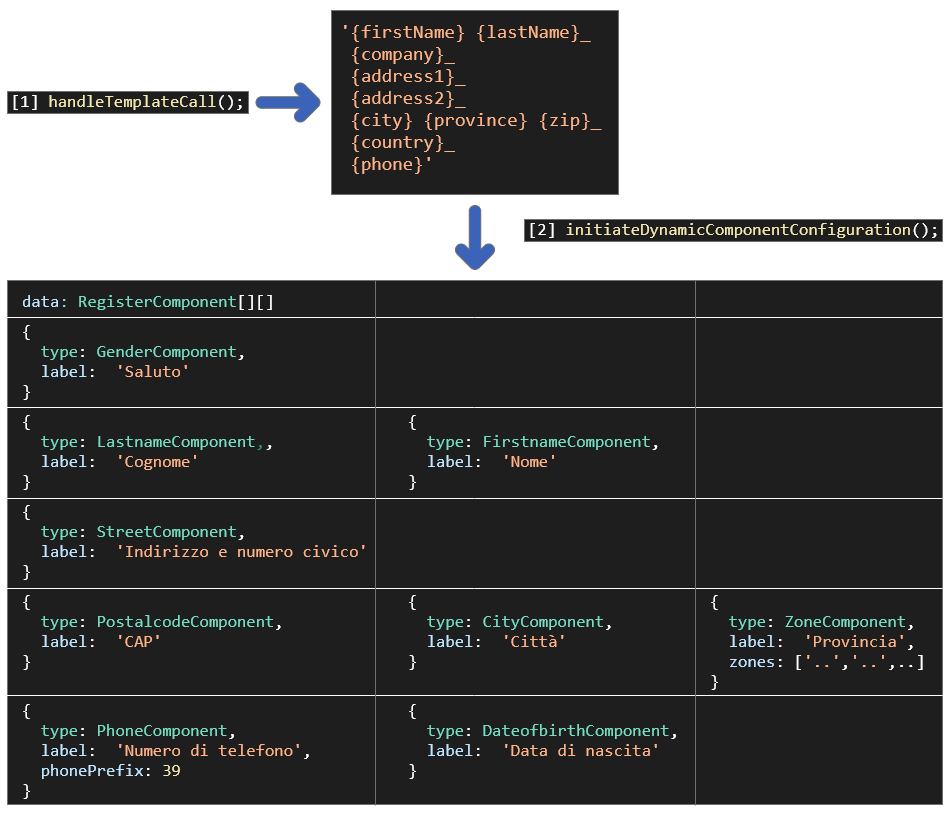 [1] handleTemplateCall();
'{firstName} {lastName}_
{company}_
{address1}_
{address2}_
{city} {province} {zip}_
{country}_
{phone}'
[2] initiateDynamicComponentConfiguration();
data: RegisterComponent[][]
{
type: GenderComponent,
label: 'Saluto'
}
{
type: LastnameComponent,,
label: 'Cognome'
}
{
type: FirstnameComponent,
label: 'Nome'
}
{
type: StreetComponent,
label: 'Indirizzo e numero civico'
}
{
type: PostalcodeComponent,
label: 'CAP'
}
{
type: CityComponent,
label: 'Città'
}
{
type: ZoneComponent,
label: 'Provincia',
zones: ['..','..',..]
}
{
type: PhoneComponent,
label: 'Numero di telefono',
phonePrefix: 39
}
{
type: DateofbirthComponent,
label: 'Data di nascita'
}